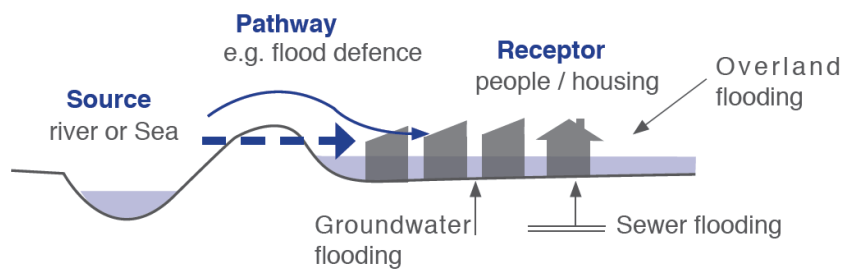 Pathway
e.g. flood defence
Receptor
people / housing
Overland
flooding
Source
river or Sea
Groundwater
flooding
Sewer flooding